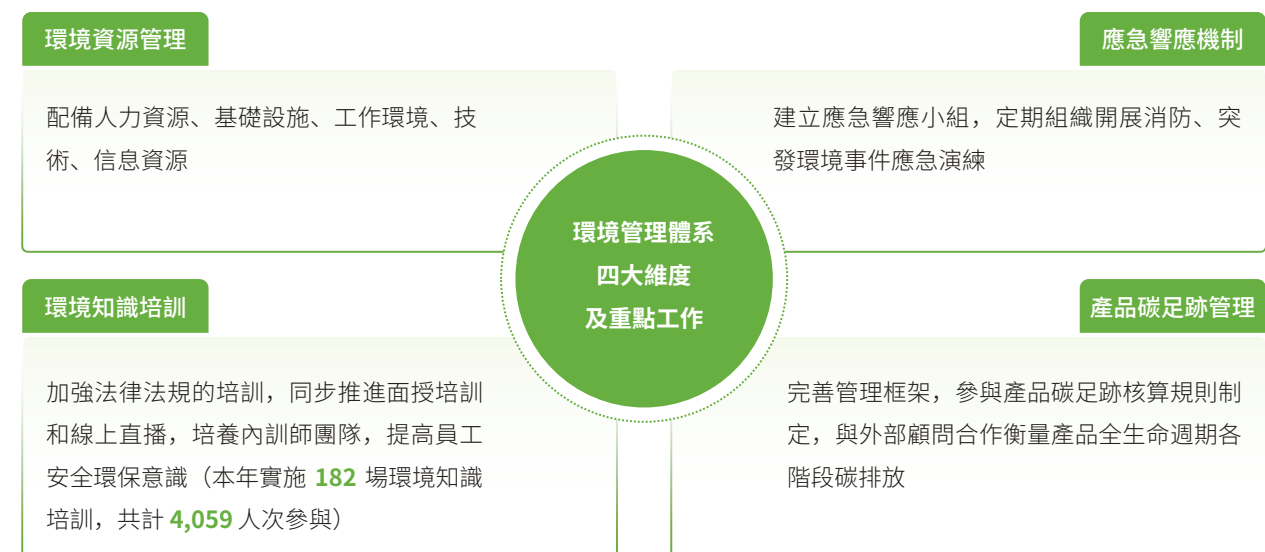 環境資源管理
配備人力資源、基礎設施、工作環境、技
術、信息資源
應急響應機制
建立應急響應小組，定期組織開展消防、突
發環境事件應急演練
環境管理體系
四大維度
及重點工作
環境知識培訓
加強法律法規的培訓，同步推進面授培訓
和線上直播，培養內訓師團隊，提高員工
安全環保意識（本年實施 182 場環境知識
培訓，共計 4,059 人次參與）
產品碳足跡管理
完善管理框架，參與產品碳足跡核算規則制
定，與外部顧問合作衡量產品全生命週期各
階段碳排放